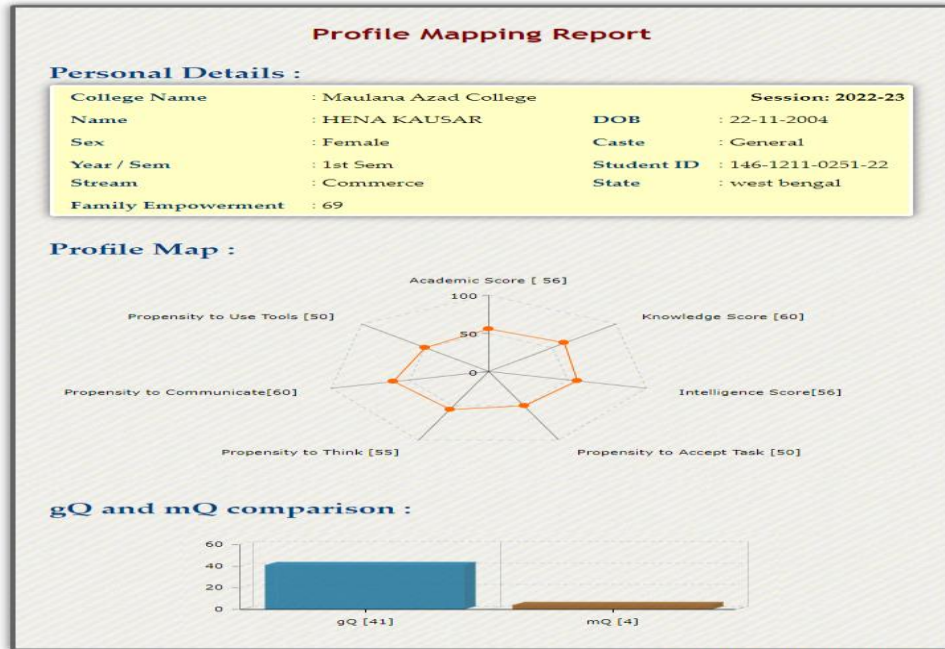 Profile Mapping Report
Personal Details :
College Name : Maulana Azad College Session: 2022-23
Name : HENA KAUSAR DOB : 22-11-2004
Sex : Female Caste : General
Year / Sem : 1st Sem Student ID : 146-1211-0251-22
Stream : Commerce State : west bengal
Family Empowerment : 69
Profile Map :
Academic Score [ 56]
100
Propensity to Use Tools [50] Knowledge Score [60]
50
0
Propensity to Communicate[60] Intelligence Score[56]
Propensity to Think [55] Propensity to Accept Task [50]
gQ and mQ comparison :
60
40
20
0
gQ [41] mQ [4]